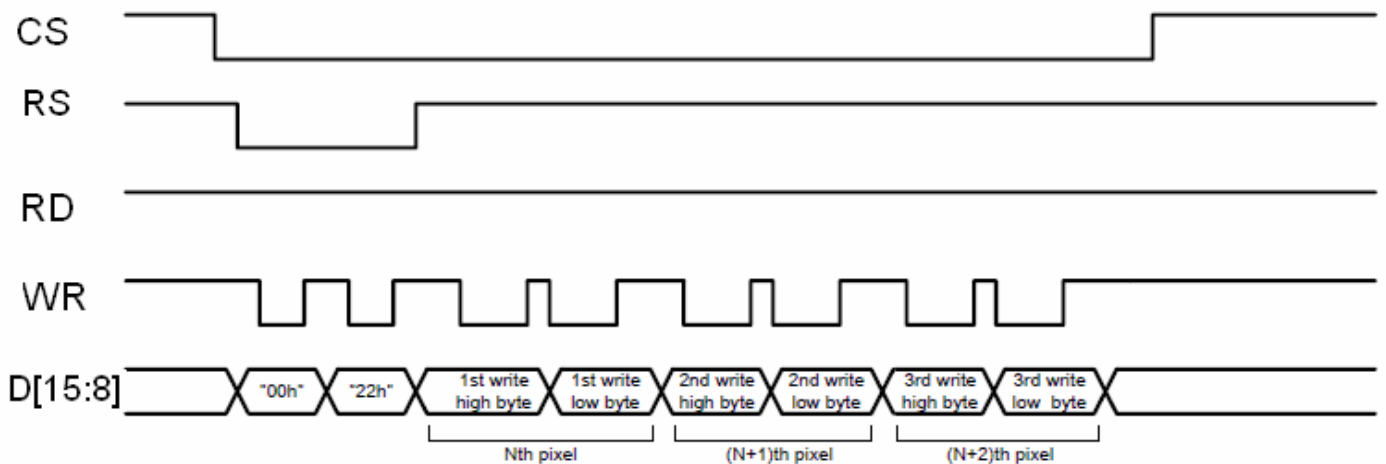 CS
RS
RD
WR
D[15:8]
"00h"
"22h"
1st write
high byte
1st write
low byte
2nd write
high byte
2nd write
low byte
3rd write
high byte
3rd write
low byte
Nth pixel
(N+1)th pixel
(N+2)th pixel